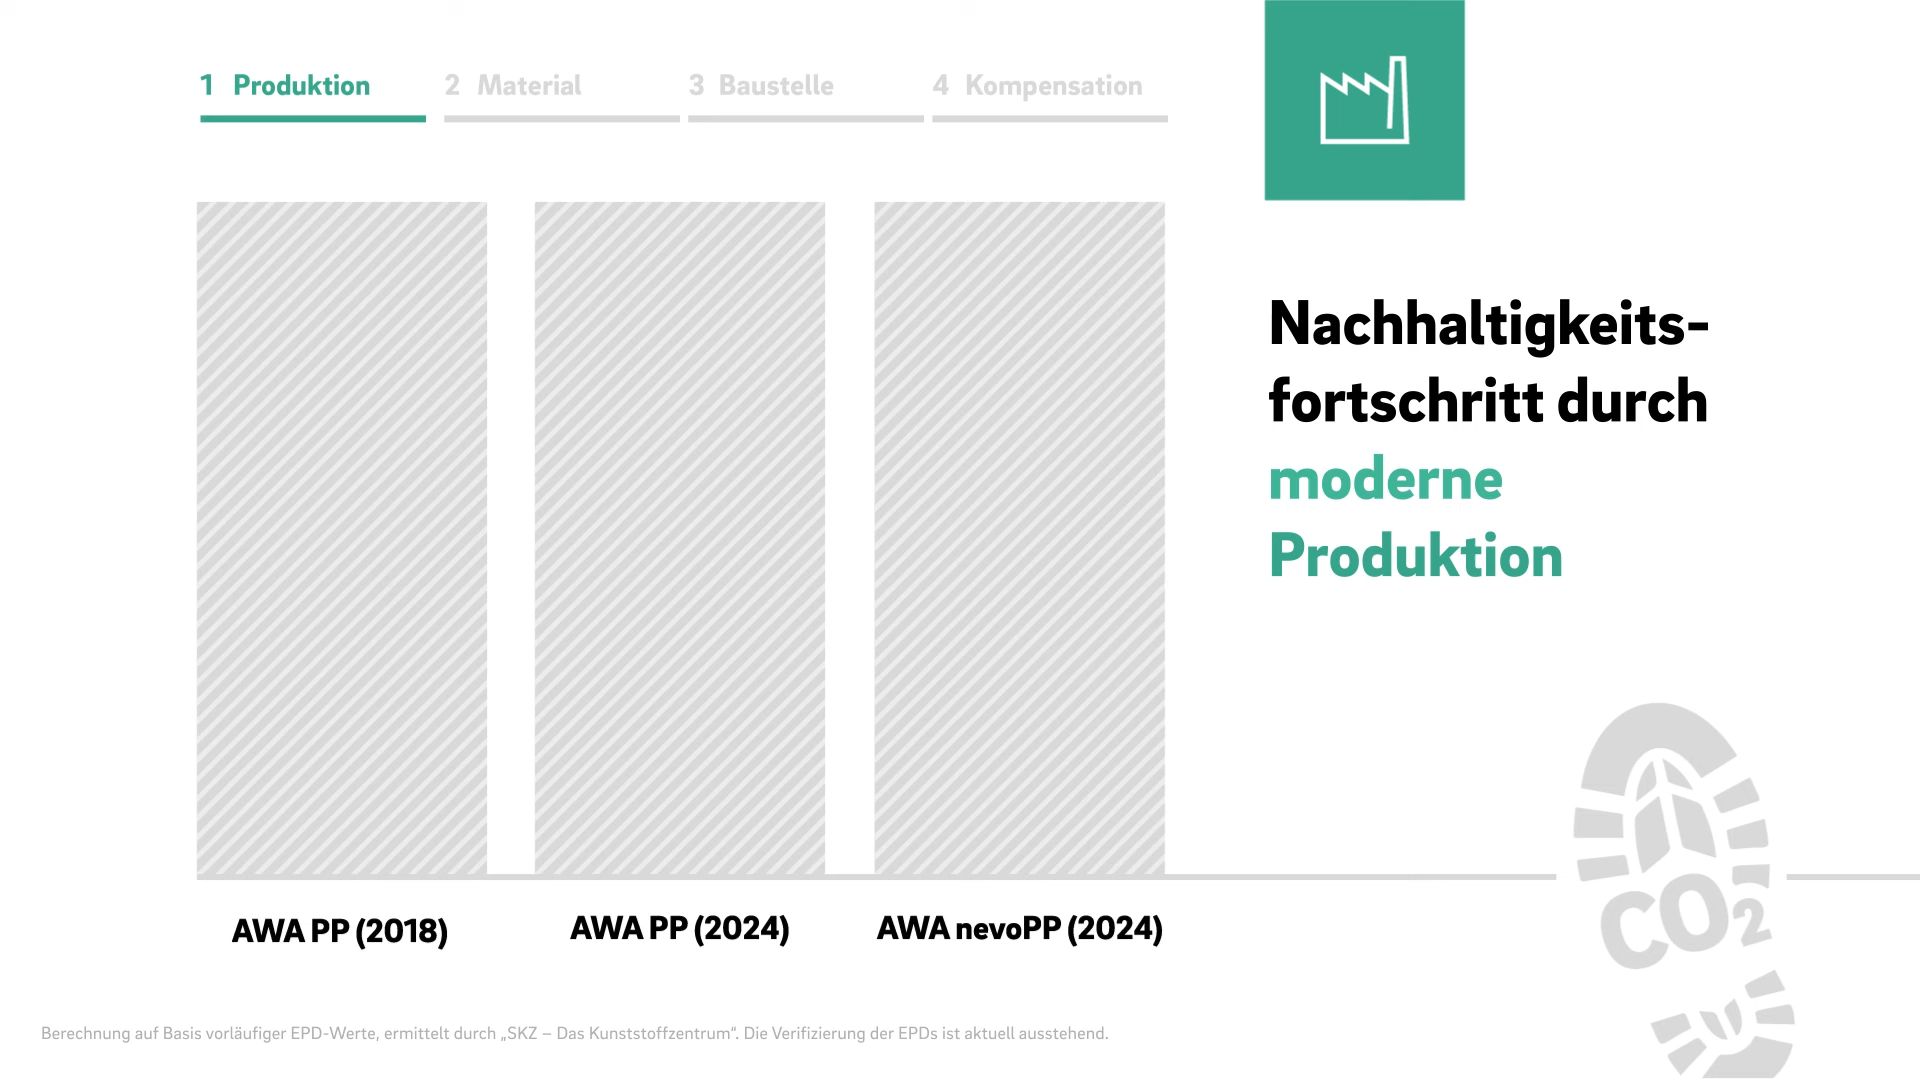 1 Produktion 2 Material 3 Baustelle 4 Kompensation
Nachhaltigkeits-
fortschritt durch
moderne
Produktion
AWA PP (2018) AWA PP (2024) AWA nevoPP (2024)
CO2
Berechnung auf Basis vorläufiger EPD-Werte, ermittelt durch „SKZ – Das Kunststoffzentrum“. Die Verifizierung der EPDs ist aktuell ausstehend.